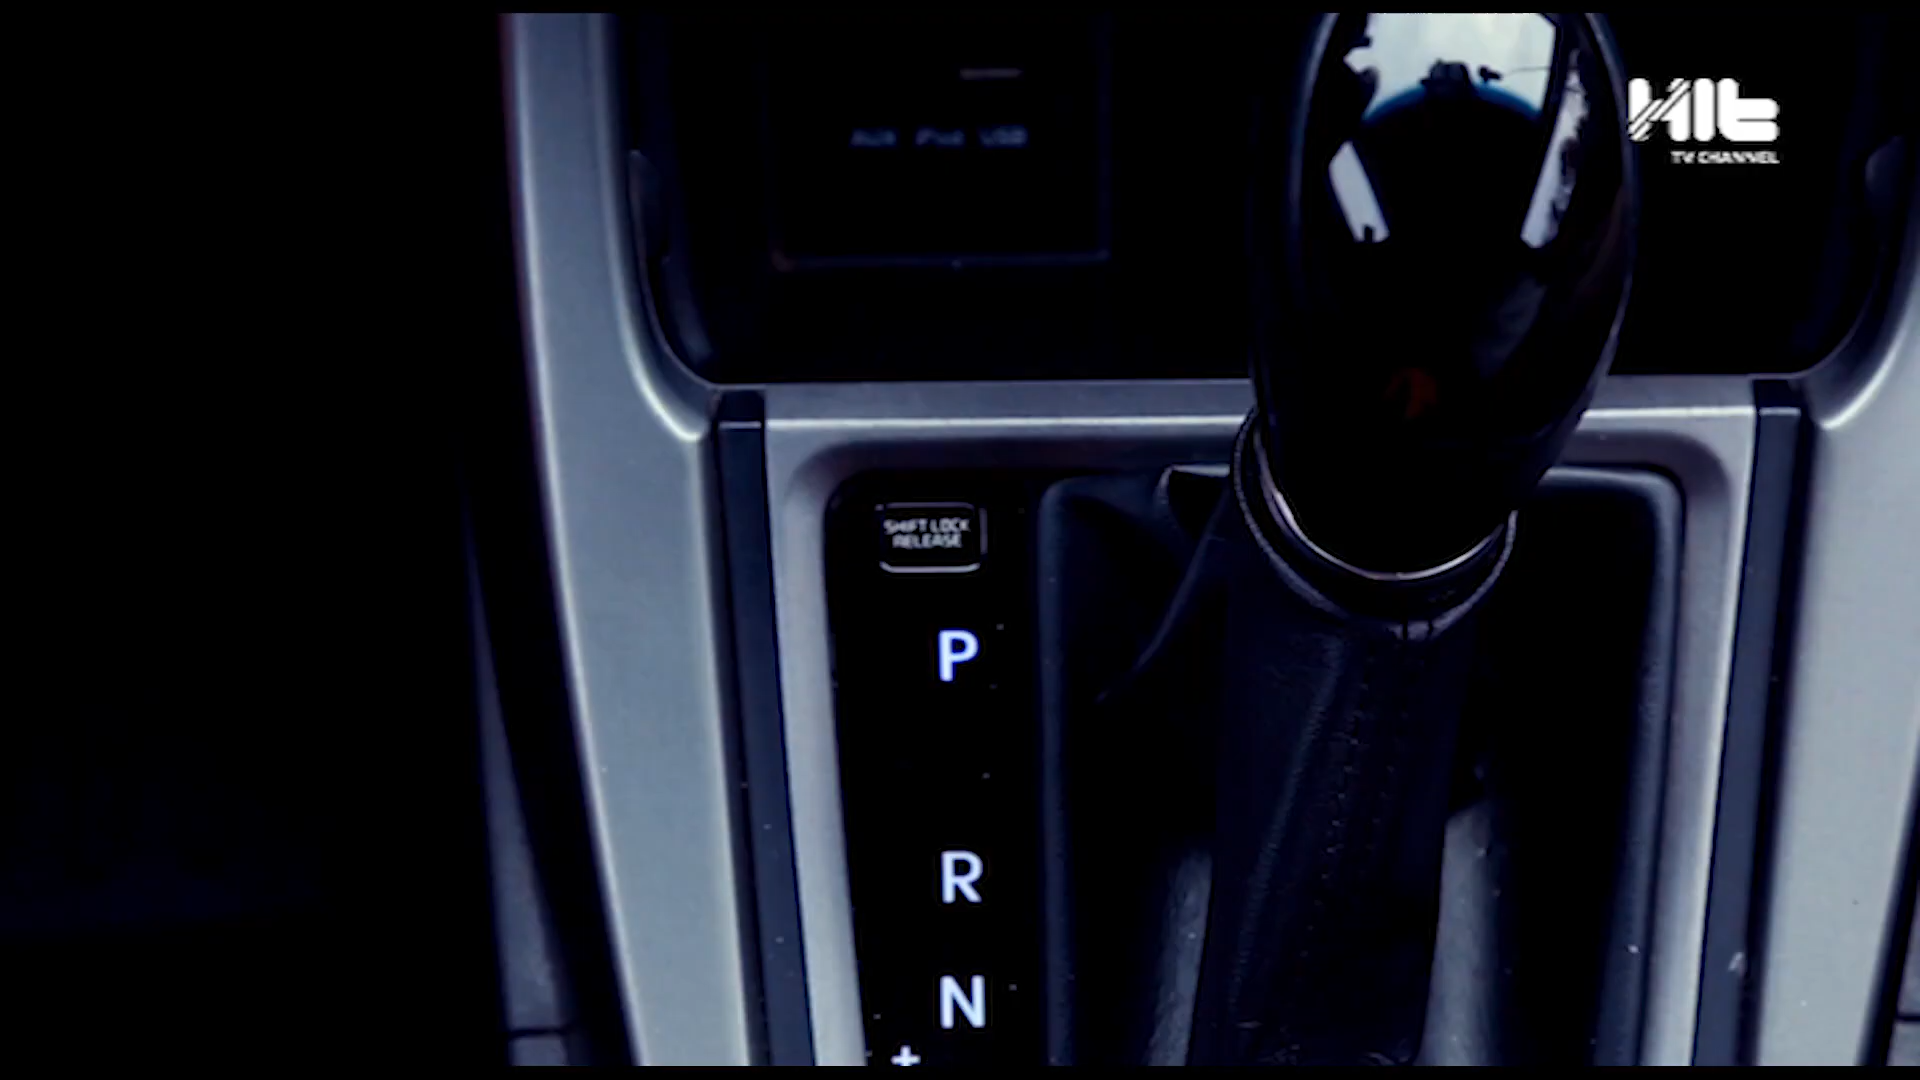 AUX iPod USB
Hit
TV CHANNEL
SHIFT LOCK
RELEASE
P
R
N
+